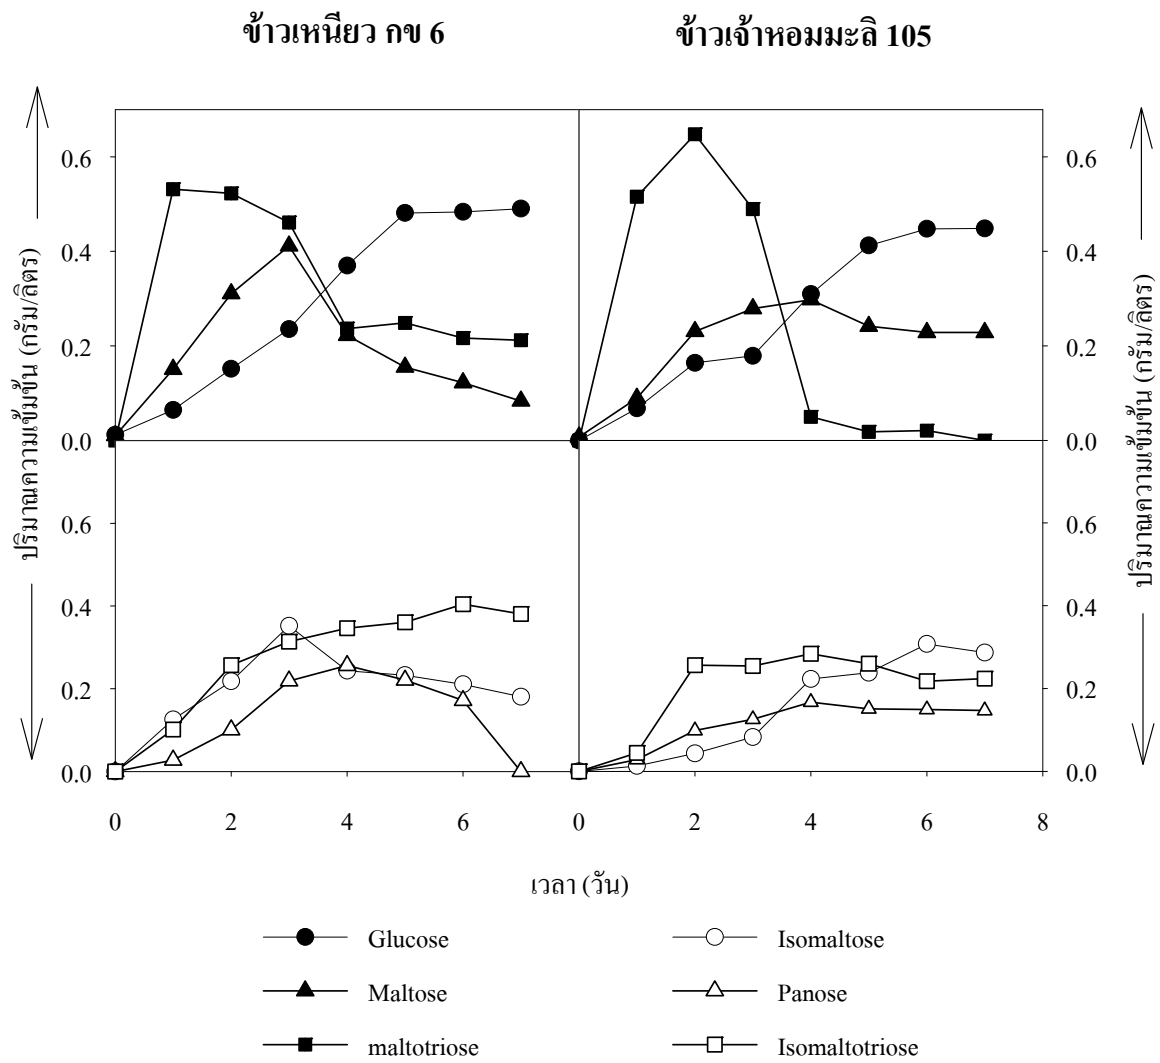 ข้าวเหนียว กข 6
ข้าวเจ้าหอมมะลิ 105
ปริมาณความเข้มข้น (กรัม/ลิตร)
0.6
0.4
0.2
0.0
0.6
0.4
0.2
0.0
0.6
0.4
0.2
0.0
0.6
0.4
0.2
0.0
ปริมาณความเข้มข้น (กรัม/ลิตร)
0 2 4 6 0 2 4 6 8
เวลา (วัน)
Glucose
Isomaltose
Maltose
Panose
maltotriose
Isomaltotriose